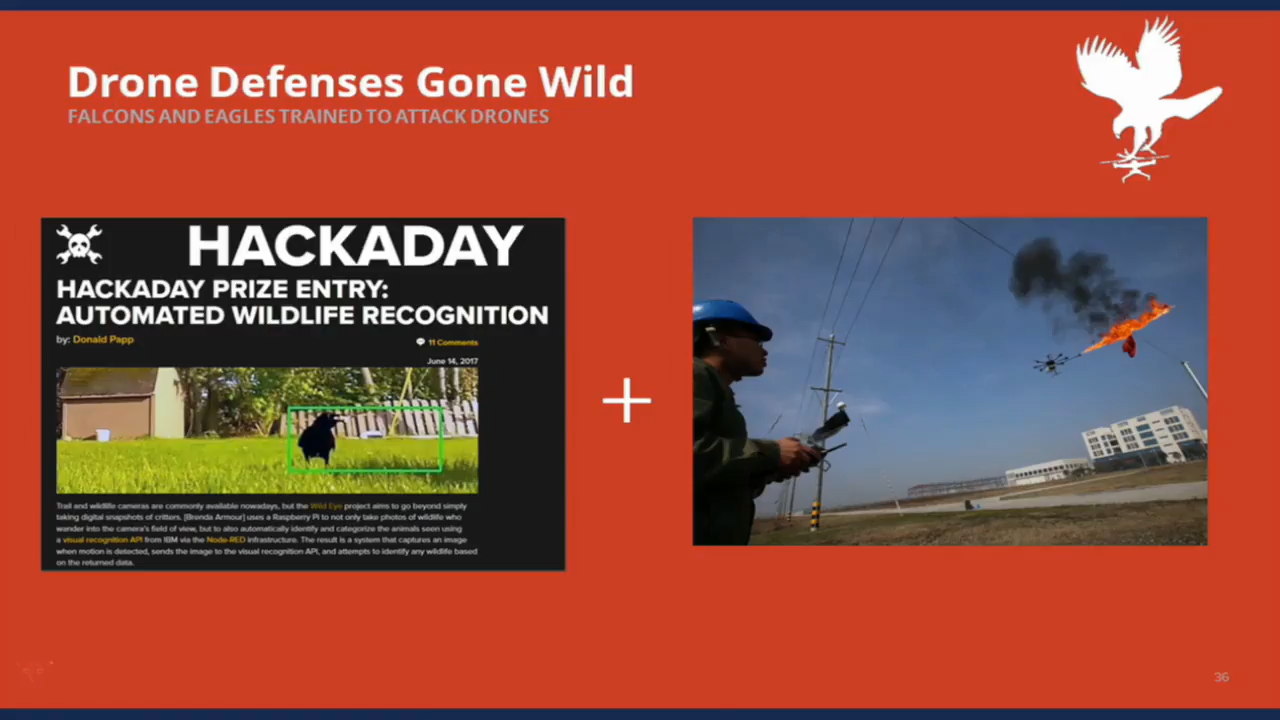 Drone Defenses Gone Wild
FALCONS AND EAGLES TRAINED TO ATTACK DRONES
HACKADAY
HACKADAY PRIZE ENTRY:
AUTOMATED WILDLIFE RECOGNITION
by: Donald Papp
11 Comments
June 14, 2017
Trail and wildlife cameras are commonly available nowadays, but the Wild Eye project aims to go beyond simply
taking digital snapshots of critters. [Brenda Armour] uses a Raspberry Pi to not only take photos of wildlife who
wander into the camera's field of view, but to also automatically identify and categorize the animals seen using
a visual recognition API from IBM via the Node-RED infrastructure. The result is a system that captures an image
when motion is detected, sends the image to the visual recognition API, and attempts to identify any wildlife based
on the returned data.
+
36